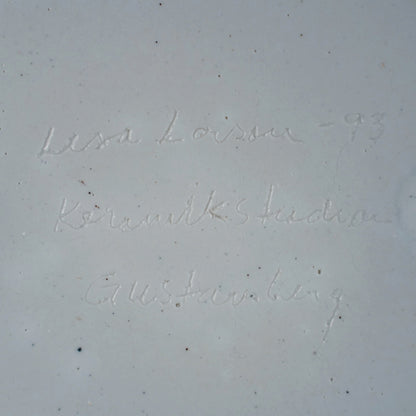 Lisa Larson -93
Keramikstudion
Gustavsberg